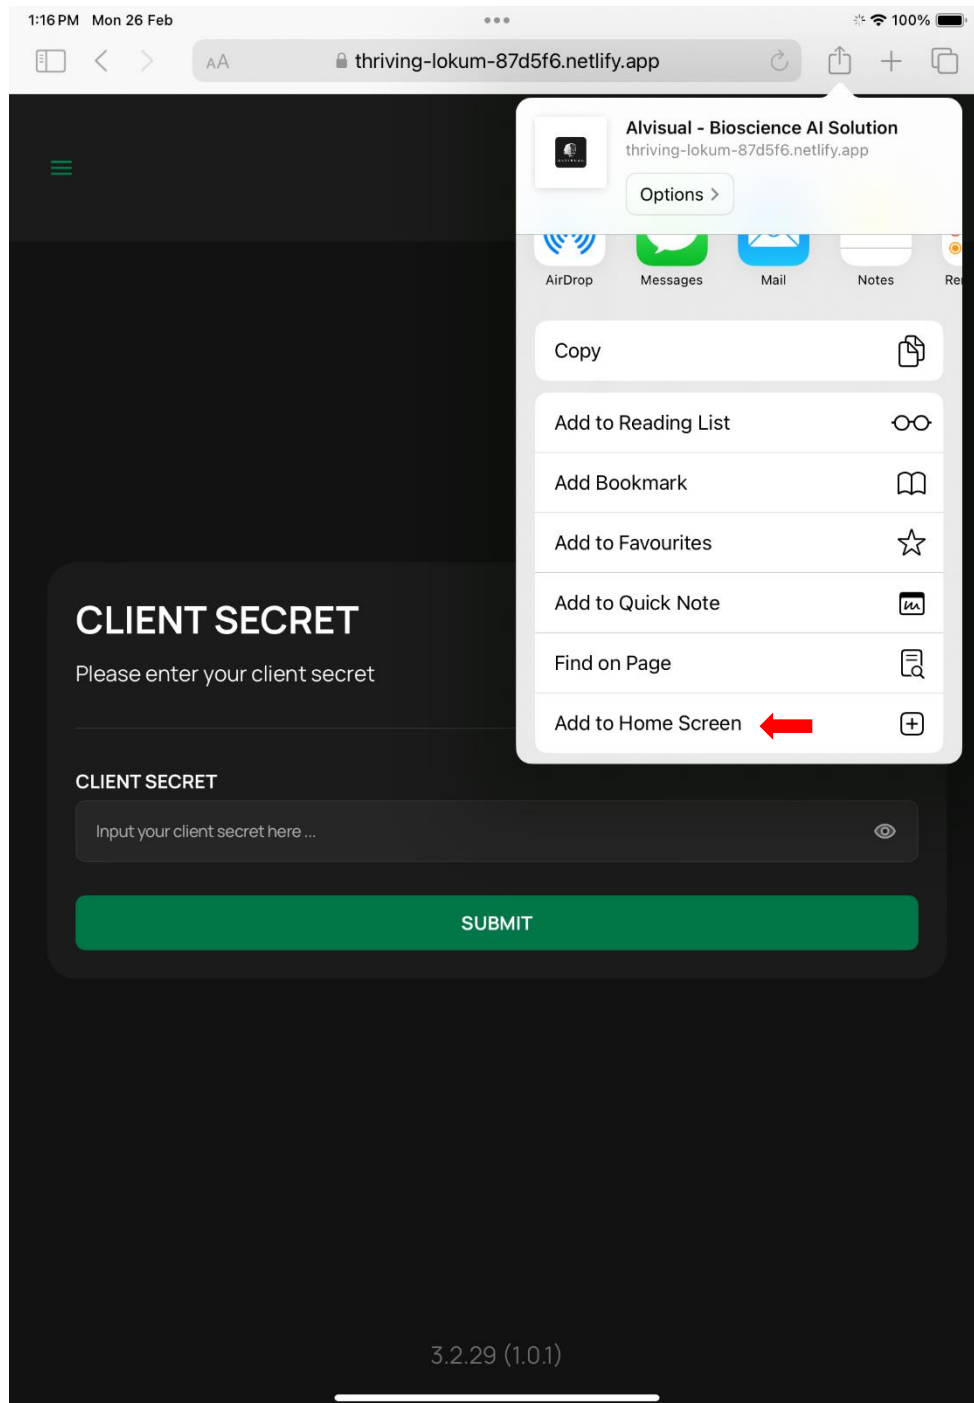 1:16 PM Mon 26 Feb
100%
AA
thriving-lokum-87d5f6.netlify.app
Alvisual - Bioscience AI Solution
thriving-lokum-87d5f6.netlify.app
Options >
AirDrop
Messages
Mail
Notes
Copy
Add to Reading List
Add Bookmark
Add to Favourites
Add to Quick Note
Find on Page
Add to Home Screen
CLIENT SECRET
Please enter your client secret
CLIENT SECRET
Input your client secret here ...
SUBMIT
3.2.29 (1.0.1)